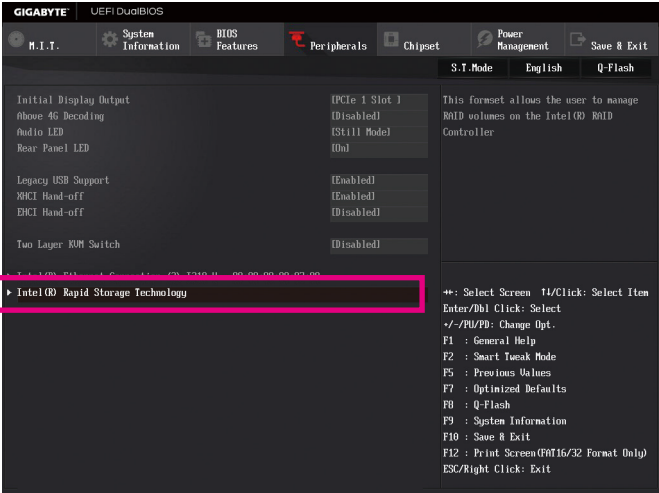 GIGABYTE™ UEFI DualBIOS
M.I.T.
System Information
BIOS Features
Peripherals
Chipset
Power Management
Save & Exit
S.T.Mode English Q-Flash
Initial Display Output [PCIe 1 Slot ]
Above 4G Decoding [Disabled]
Audio LED [Still Mode]
Rear Panel LED [On]
Legacy USB Support [Enabled]
XHCI Hand-off [Enabled]
EHCI Hand-off [Disabled]
Two Layer KVM Switch [Disabled]
Intel(R) Rapid Storage Technology
This formset allows the user to manage
RAID volumes on the Intel(R) RAID
Controller
→←: Select Screen ↑↓/Click: Select Item
Enter/Dbl Click: Select
+/-/PU/PD: Change Opt.
F1 : General Help
F2 : Smart Tweak Mode
F5 : Previous Values
F7 : Optimized Defaults
F8 : Q-Flash
F9 : System Information
F10 : Save & Exit
F12 : Print Screen(FAT16/32 Format Only)
ESC/Right Click: Exit